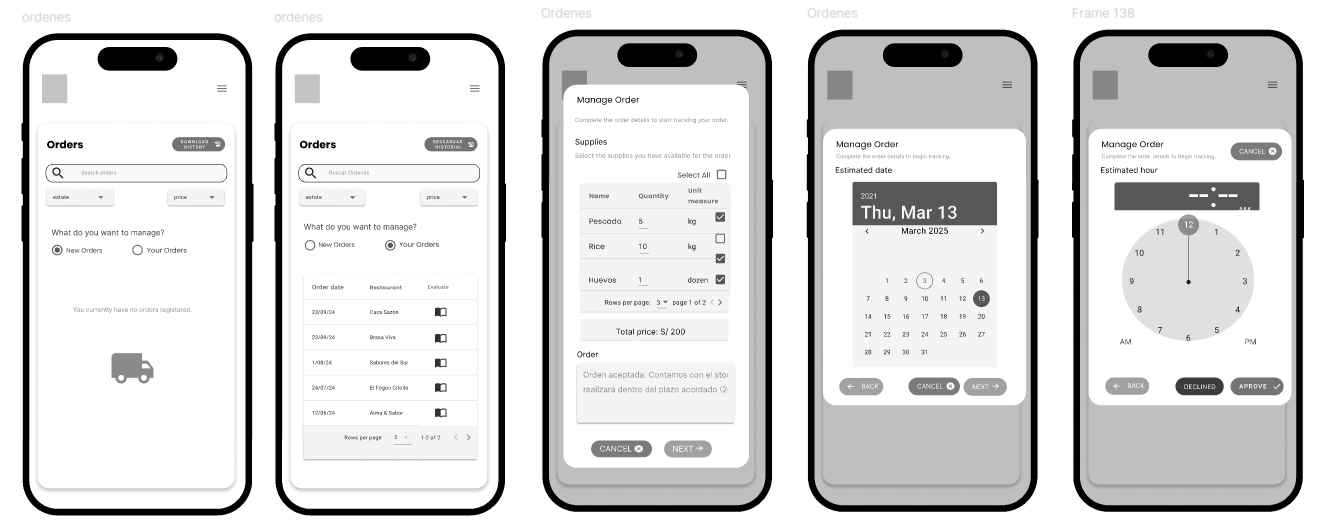 ordenes
Orders
DOWNLOAD
HISTORY
Search orders
estate
price
What do you want to manage?
New Orders
Your Orders
You currently have no orders registered.
ordenes
Orders
DESCARGAR
HISTORIAL
Buscar Ordenes
estate
price
What do you want to manage?
New Orders
Your Orders
Order date Restaurant Evaluate
23/09/24 Casa Sazon
23/09/24 Brasa Viva
1/08/24 Sabores del Sur
24/07/24 El Fogon Criollo
12/06/24 Alma & Sabor
Rows per page 3 1-2 of 2
Ordenes
Manage Order
Complete the order details to start tracking your order.
Supplies
Select the supplies you have available for the order.
Select All
Name Quantity Unit
measure
Pescado 5 kg
Rice 10 kg
Huevos 1 dozen
Rows per page: 3 page 1 of 2
Total price: S/ 200
Order
Orden aceptada. Contamos con el sto
realizará dentro del plazo acordado (2
CANCEL
NEXT
Ordenes
Manage Order
Complete the order details to begin tracking.
Estimated date
2021
Thu, Mar 13
March 2025
1 2 3 4 5 6
7 8 9 10 11 12 13
14 15 16 17 18 19 20
21 22 23 24 25 26 27
28 29 30 31
BACK
CANCEL
NEXT
Frame 138
Manage Order
Complete the order details to begin tracking.
CANCEL
Estimated hour
--:--
AM
12
11 1
10 2
9 3
8 4
7 5
6
AM PM
BACK
DECLINED
APROVE